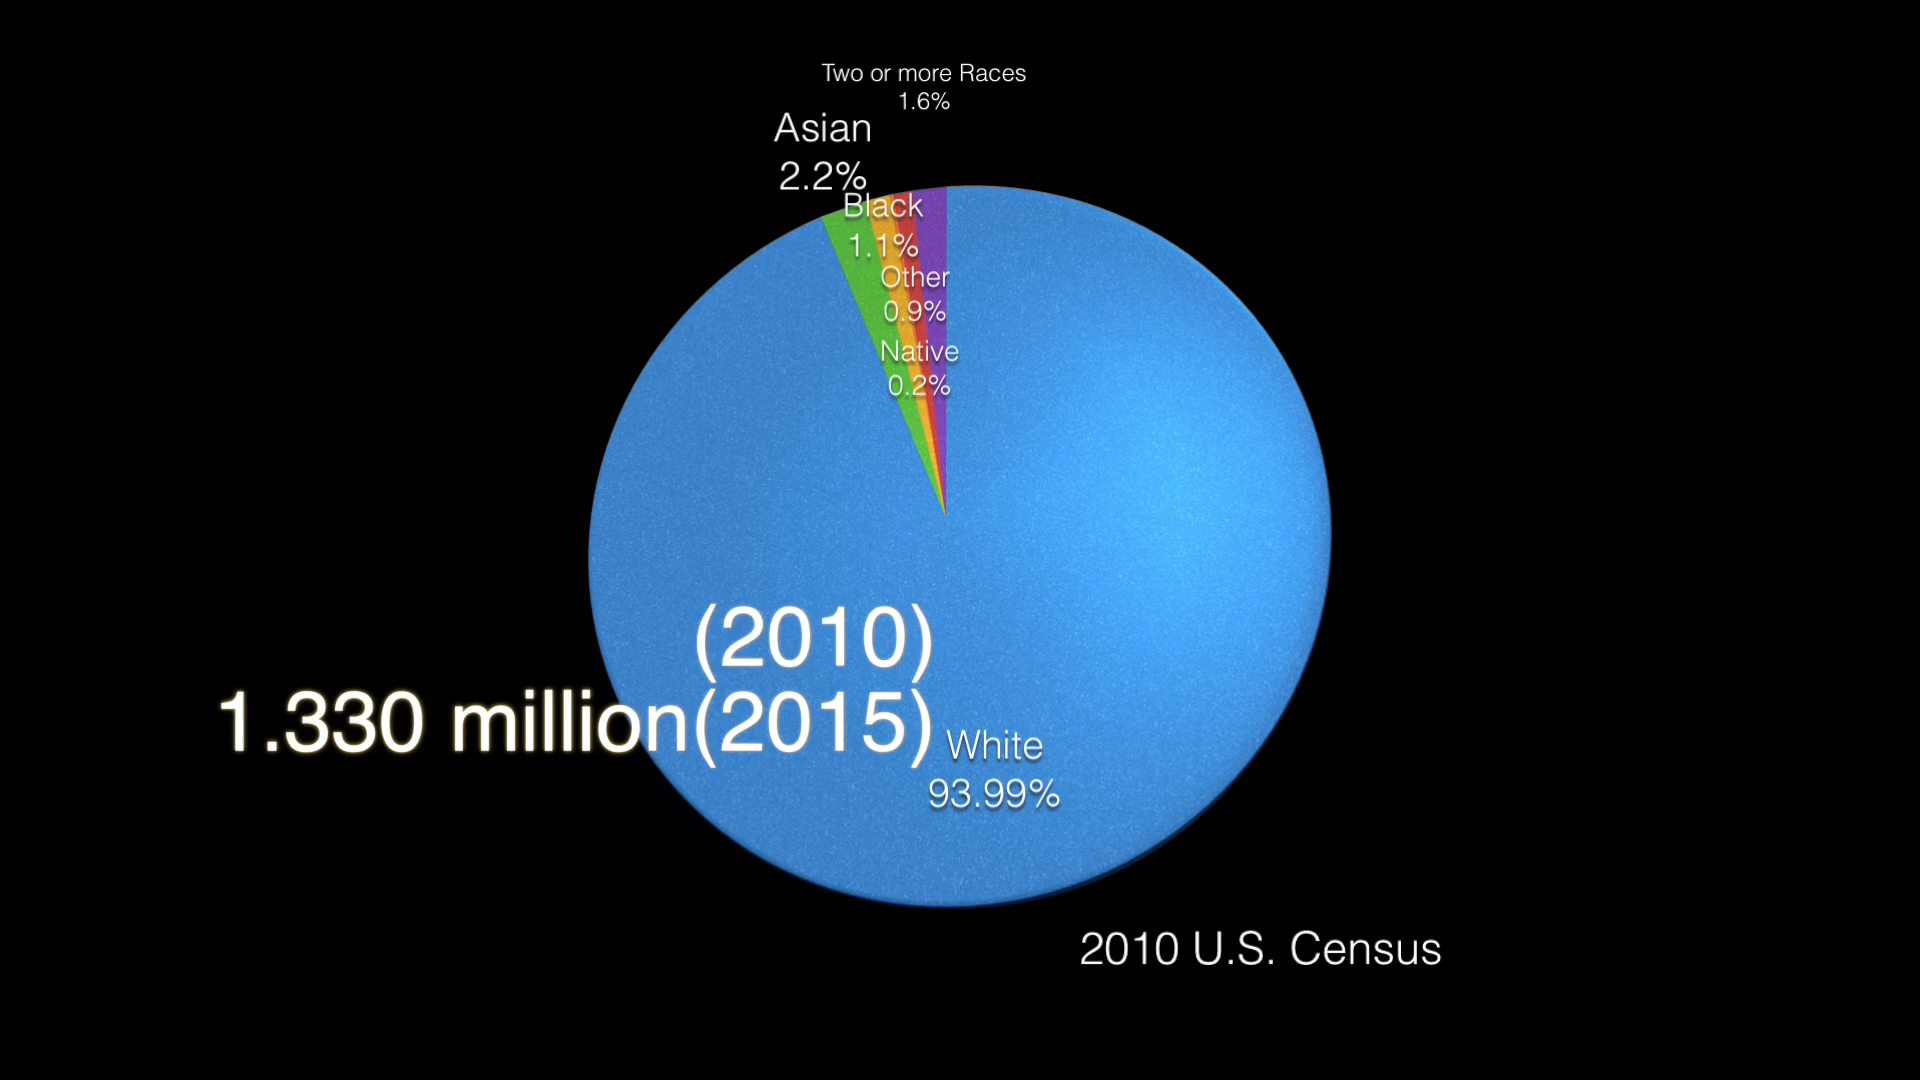 Two or more Races
1.6%
Asian
2.2%
Black
1.1%
Other
0.9%
Native
0.2%
(2010)
1.330 million(2015)
White
93.99%
2010 U.S. Census